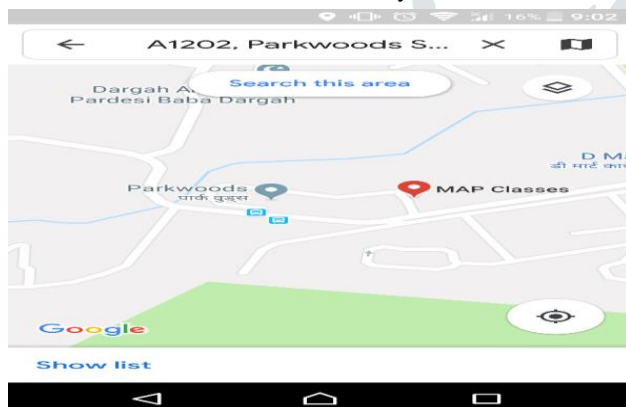 16% 9:02
A1202, Parkwoods S...
Search this area
Dargah A
Pardesi Baba Dargah
D M
डी मार्ट
Parkwoods
पार्क वुड्स
MAP Classes
Google
Show list